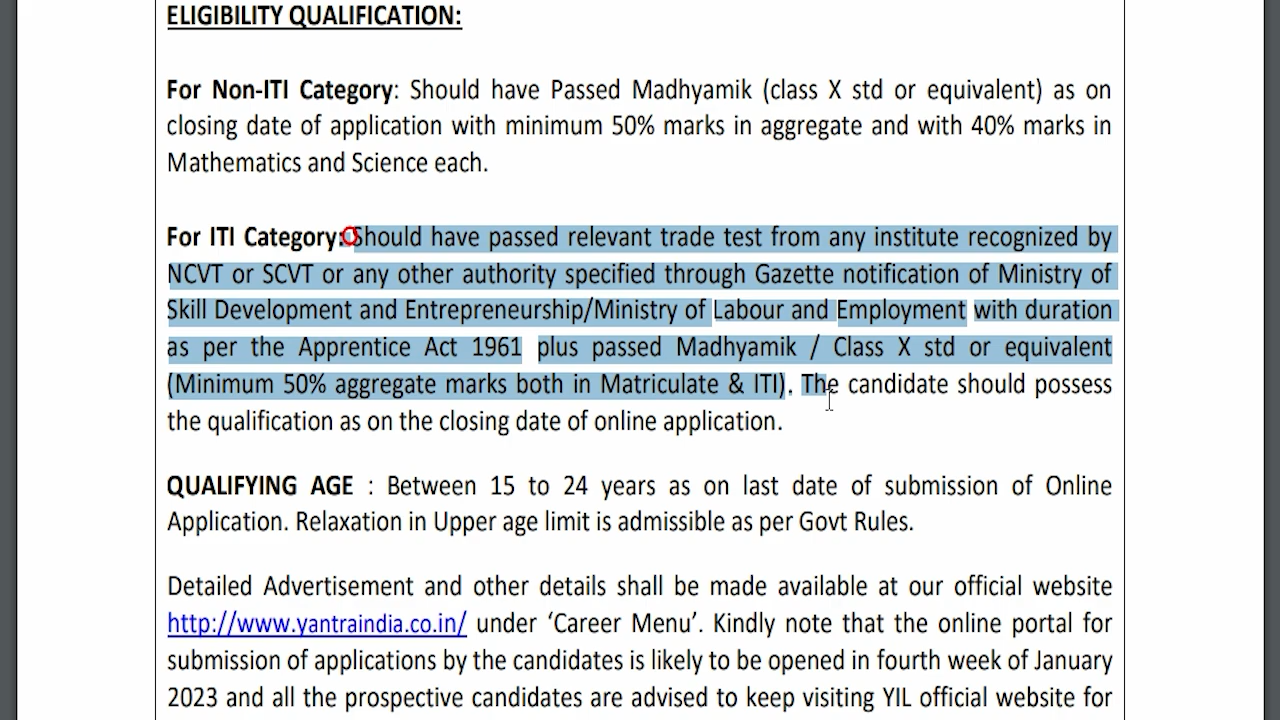 ELIGIBILITY QUALIFICATION:
For Non-ITI Category: Should have Passed Madhyamik (class X std or equivalent) as on
closing date of application with minimum 50% marks in aggregate and with 40% marks in
Mathematics and Science each.
For ITI Category: Should have passed relevant trade test from any institute recognized by
NCVT or SCVT or any other authority specified through Gazette notification of Ministry of
Skill Development and Entrepreneurship/Ministry of Labour and Employment with duration
as per the Apprentice Act 1961 plus passed Madhyamik / Class X std or equivalent
(Minimum 50% aggregate marks both in Matriculate & ITI). The candidate should possess
the qualification as on the closing date of online application.
QUALIFYING AGE : Between 15 to 24 years as on last date of submission of Online
Application. Relaxation in Upper age limit is admissible as per Govt Rules.
Detailed Advertisement and other details shall be made available at our official website
http://www.yantraindia.co.in/ under ‘Career Menu’. Kindly note that the online portal for
submission of applications by the candidates is likely to be opened in fourth week of January
2023 and all the prospective candidates are advised to keep visiting YIL official website for